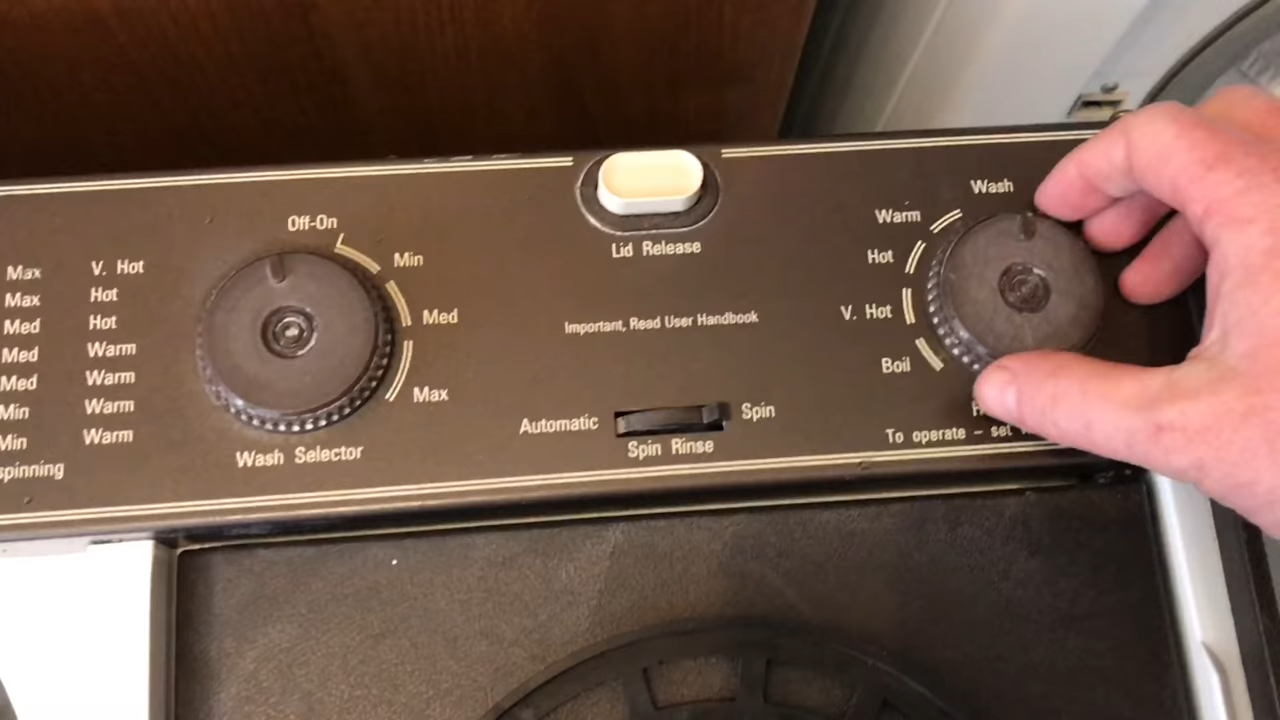 Max V. Hot
Max Hot
Med Hot
Med Warm
Med Warm
Min Warm
Min Warm
spinning
Off-On
Min
Med
Max
Wash Selector
Lid Release
Important, Read User Handbook
Automatic
Spin
Spin Rinse
Wash
Warm
Hot
V. Hot
Boil
To operate – set